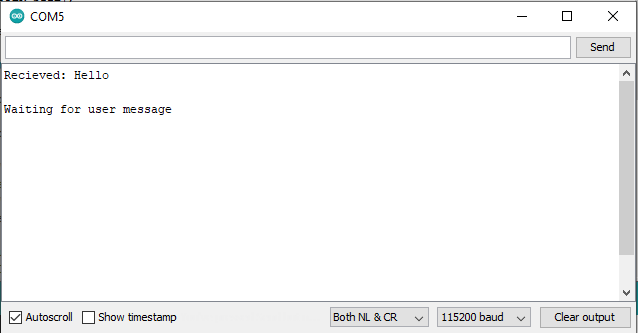 COM5
Send
Recieved: Hello
Waiting for user message
Autoscroll Show timestamp Both NL & CR 115200 baud Clear output